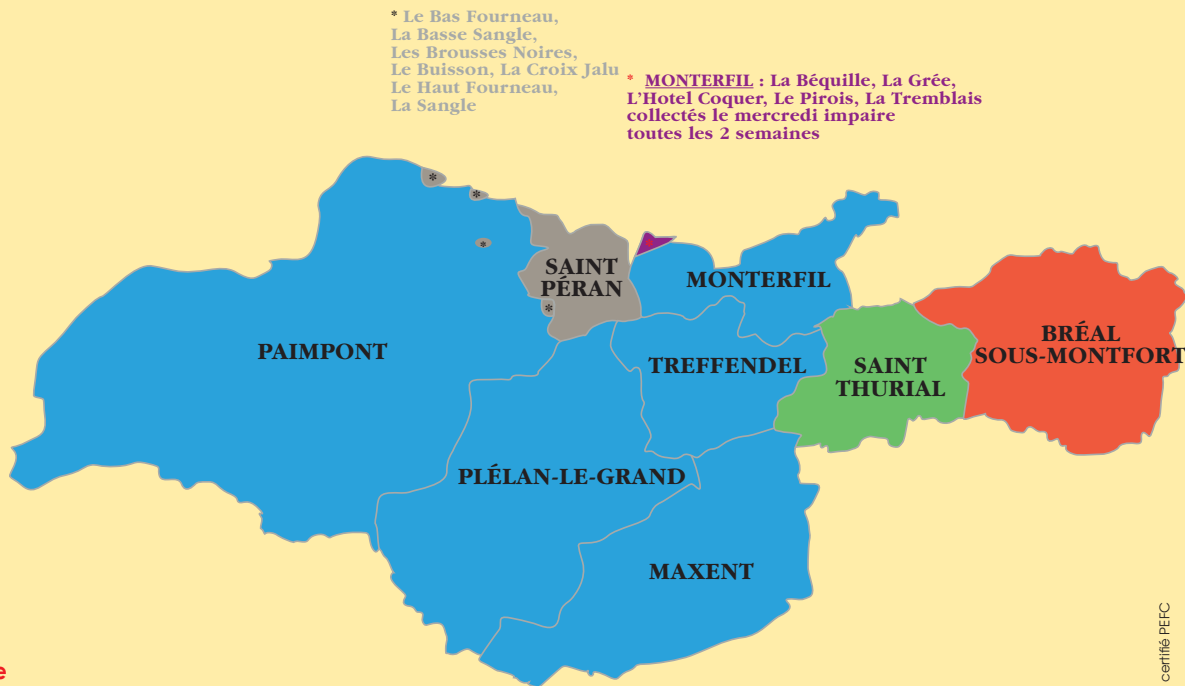 * Le Bas Fourneau,
La Basse Sangle,
Les Brousses Noires,
Le Buisson, La Croix Jalu
Le Haut Fourneau,
La Sangle
* MONTERFIL : La Béquille, La Grée,
L'Hotel Coquer, Le Pirois, La Tremblais
collectés le mercredi impaire
toutes les 2 semaines
*
*
*
*
*
SAINT
PÉRAN
MONTERFIL
PAIMPONT
TREFFENDEL
SAINT
THURIAL
BRÉAL
SOUS-MONTFORT
PLÉLAN-LE-GRAND
MAXENT
certifié PEFC
e